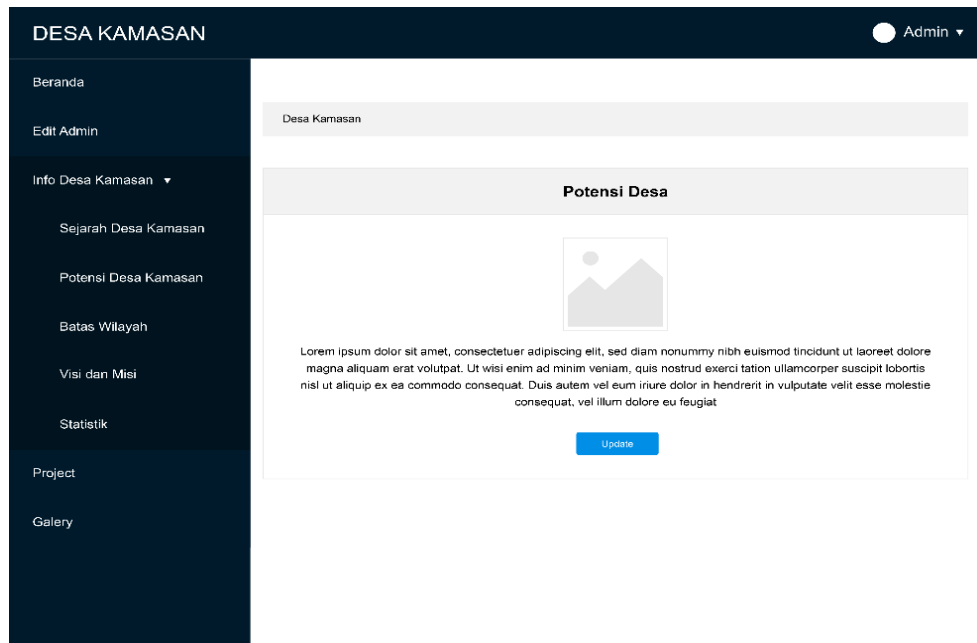 DESA KAMASAN
Admin
Beranda
Edit Admin
Info Desa Kamasan
Sejarah Desa Kamasan
Potensi Desa Kamasan
Batas Wilayah
Visi dan Misi
Statistik
Project
Galery
Desa Kamasan
Potensi Desa
Lorem ipsum dolor sit amet, consectetuer adipiscing elit, sed diam nonummy nibh euismod tincidunt ut laoreet dolore
magna aliquam erat volutpat. Ut wisi enim ad minim veniam, quis nostrud exerci tation ullamcorper suscipit lobortis
nisl ut aliquip ex ea commodo consequat. Duis autem vel eum iriure dolor in hendrerit in vulputate velit esse molestie
consequat, vel illum dolore eu feugiat
Update